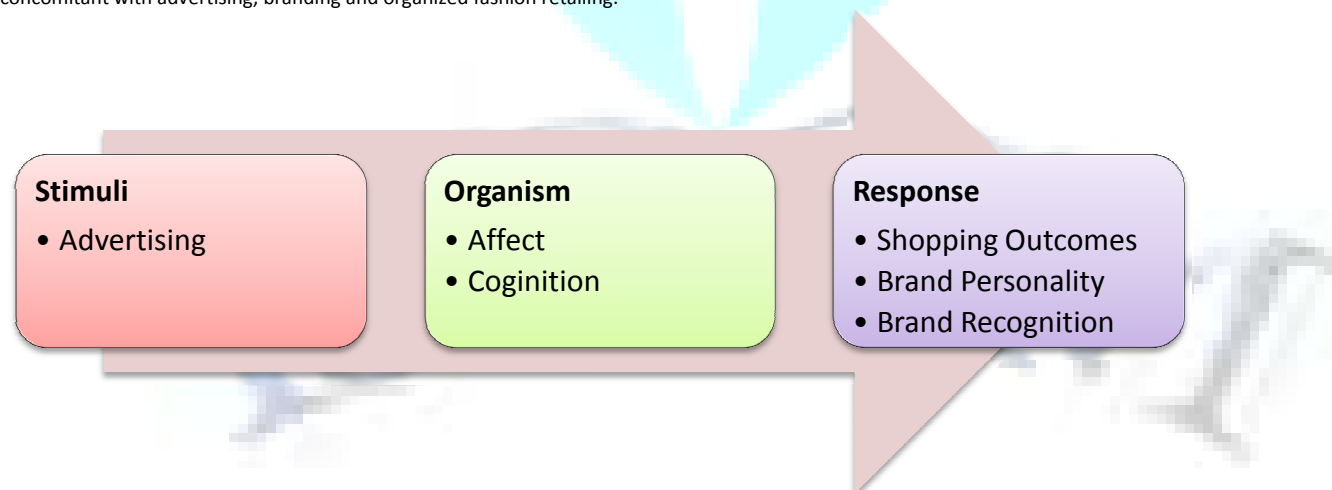 concomitant with advertising, branding and organized fashion retailing.
Stimuli
• Advertising
Organism
• Affect
• Coginition
Response
• Shopping Outcomes
• Brand Personality
• Brand Recognition